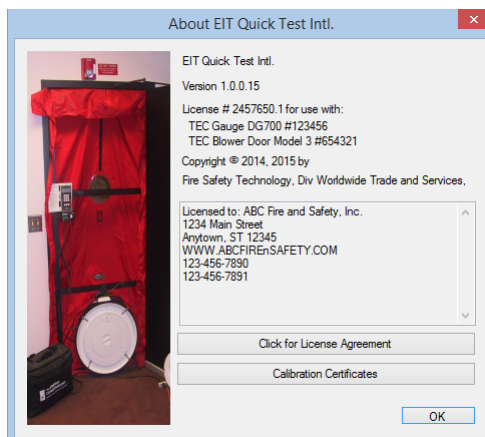 About EIT Quick Test Intl.
EIT Quick Test Intl.
Version 1.0.0.15
License # 2457650.1 for use with:
TEC Gauge DG700 #123456
TEC Blower Door Model 3 #654321
Copyright © 2014, 2015 by
Fire Safety Technology, Div Worldwide Trade and Services,
Licensed to: ABC Fire and Safety, Inc.
1234 Main Street
Anytown, ST 12345
WWW.ABCFIREnSAFETY.COM
123-456-7890
123-456-7891
Click for License Agreement
Calibration Certificates
OK